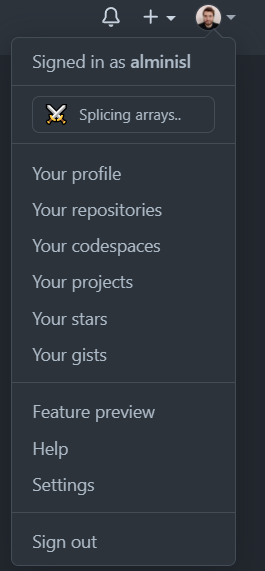 Signed in as alminisl
Splicing arrays..
Your profile
Your repositories
Your codespaces
Your projects
Your stars
Your gists
Feature preview
Help
Settings
Sign out